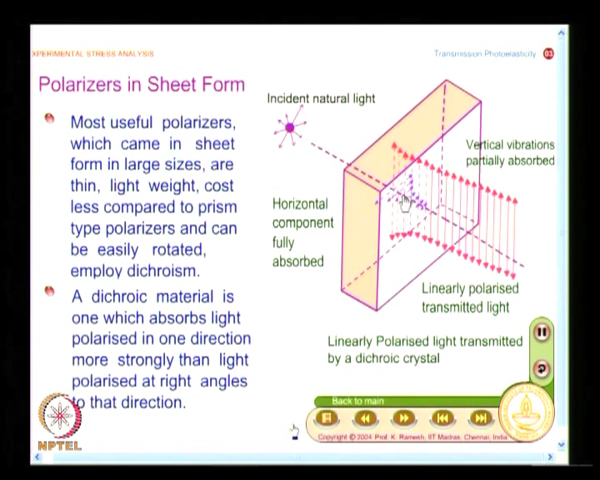 XPERIMENTAL STRESS ANALYSIS
Transmission Photoelasticity 03
Polarizers in Sheet Form
Most useful polarizers,
which came in sheet
form in large sizes, are
thin, light weight, cost
less compared to prism
type polarizers and can
be easily rotated,
employ dichroism.
A dichroic material is
one which absorbs light
polarised in one direction
more strongly than light
polarised at right angles
to that direction.
Incident natural light
Vertical vibrations
partially absorbed
Horizontal
component
fully
absorbed
Linearly polarised
transmitted light
Linearly Polarised light transmitted
by a dichroic crystal
Back to main
Copyright © 2004 Prof. K. Ramesh, IIT Madras, Chennai, India
NPTEL